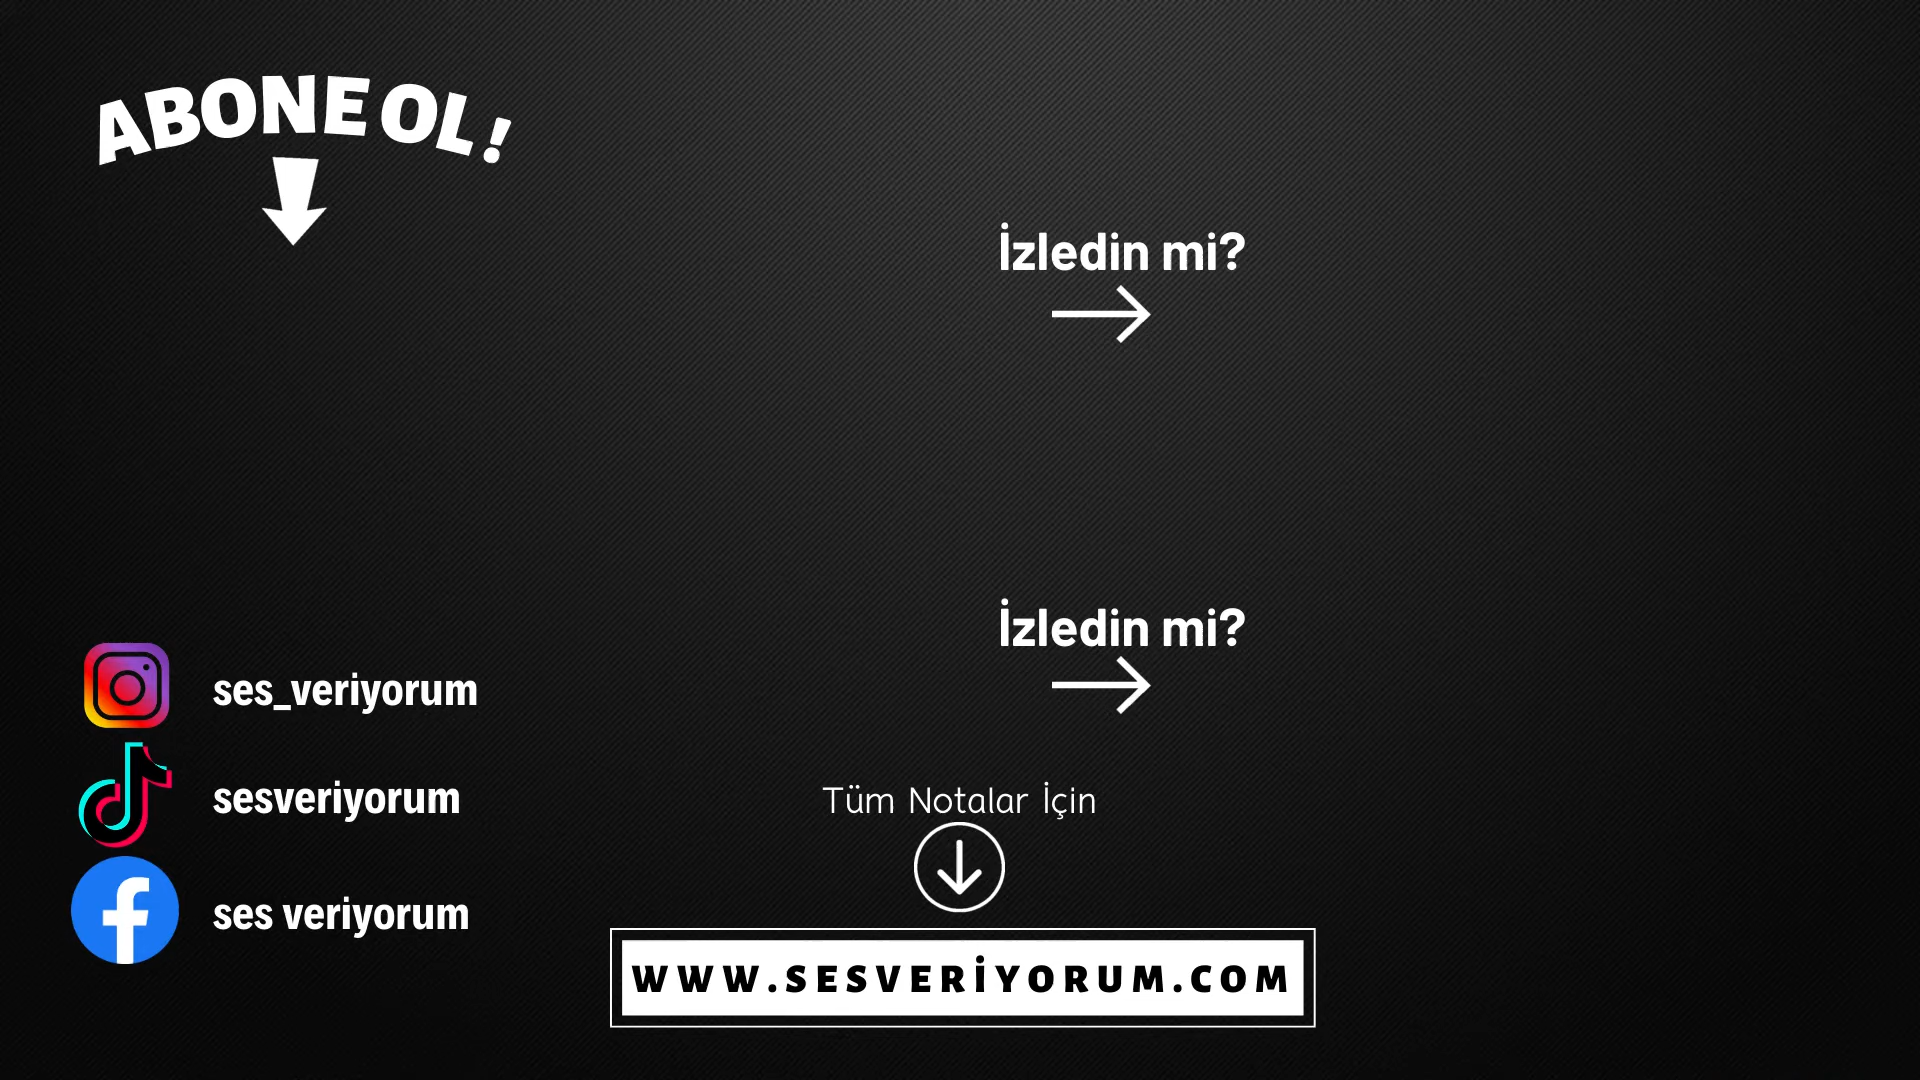 ABONE OL!
İzledin mi?
İzledin mi?
ses_veriyorum
sesveriyorum
ses veriyorum
Tüm Notalar İçin
WWW.SESVERİYORUM.COM